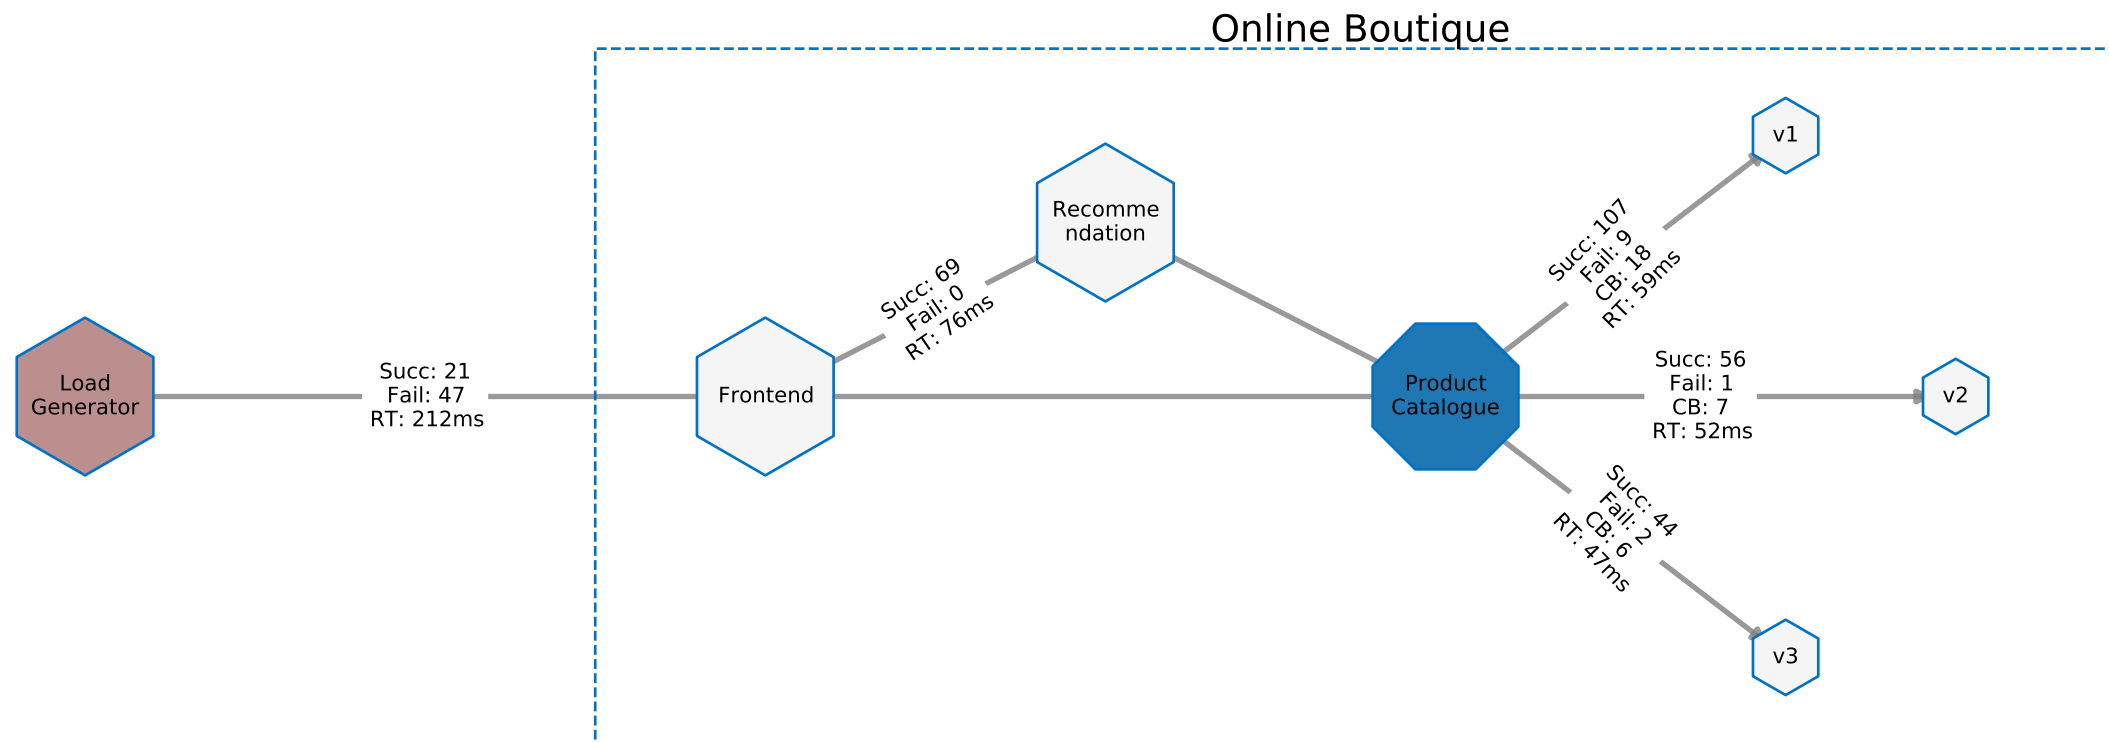 Online Boutique
v1
Recomme
ndation
Succ: 107
Fail: 9
CB: 18
RT: 59ms
Succ: 69
Fail: 0
RT: 76ms
Load
Generator
Succ: 21
Fail: 47
RT: 212ms
Frontend
Product
Catalogue
Succ: 56
Fail: 1
CB: 7
RT: 52ms
v2
Succ: 44
Fail: 2
CB: 6
RT: 47ms
v3